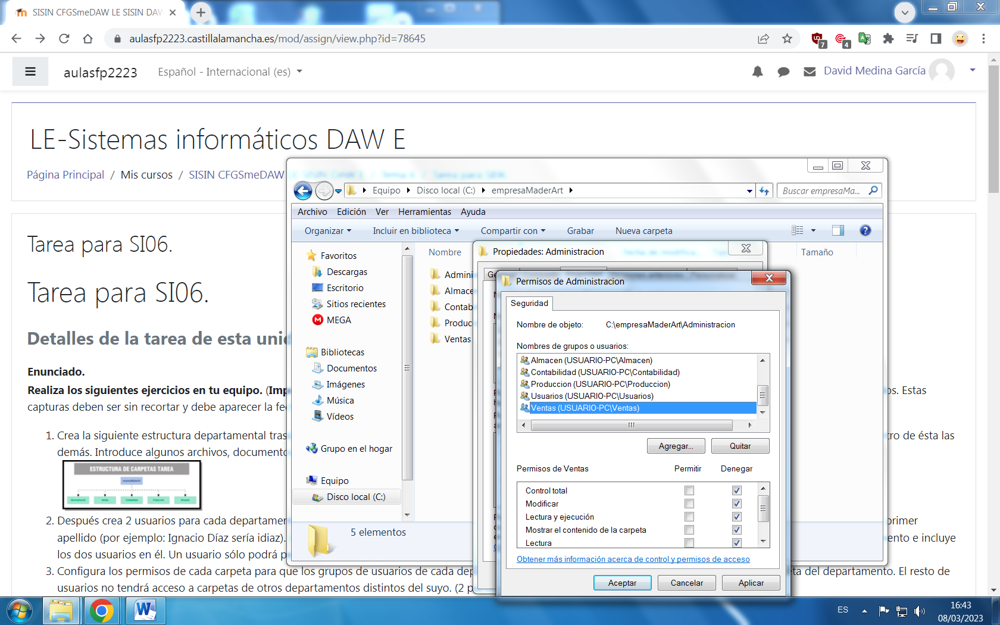 SISIN CFGSmeDAW LE SISIN DAW
aulasfp2223.castillalamancha.es/mod/assign/view.php?id=78645
7
4
aulasfp2223
Español - Internacional (es)
David Medina García
LE-Sistemas informáticos DAW E
Página Principal / Mis cursos / SISIN CFGSmeDAW
Tarea para SI06.
Tarea para SI06.
Detalles de la tarea de esta unid
Enunciado.
Realiza los siguientes ejercicios en tu equipo. (Imp
os. Estas
capturas deben ser sin recortar y debe aparecer la fe
1. Crea la siguiente estructura departamental tras
tro de ésta las
demás. Introduce algunos archivos, documento
ESTRUCTURA DE CARPETAS TAREA
2. Después crea 2 usuarios para cada departamen
primer
apellido (por ejemplo: Ignacio Díaz sería idiaz).
ento e incluye
los dos usuarios en él. Un usuario sólo podrá p
3. Configura los permisos de cada carpeta para que los grupos de usuarios de cada dep
ta del departamento. El resto de
usuarios no tendrá acceso a carpetas de otros departamentos distintos del suyo. (2 p
Equipo
Disco local (C:)
empresaMaderArt
Buscar empresaMa...
Archivo
Edición
Ver
Herramientas
Ayuda
Organizar
Incluir en biblioteca
Compartir con
Grabar
Nueva carpeta
Favoritos
Descargas
Escritorio
Sitios recientes
MEGA
Bibliotecas
Documentos
Imágenes
Música
Vídeos
Grupo en el hogar
Equipo
Disco local (C:)
Nombre
Tamaño
Admini
Almace
Contab
Produc
Ventas
5 elementos
Propiedades: Administracion
Ge
Permisos de Administracion
Seguridad
Nombre de objeto: C:\empresaMaderArt\Administracion
Nombres de grupos o usuarios:
Almacen (USUARIO-PC\Almacen)
Contabilidad (USUARIO-PC\Contabilidad)
Produccion (USUARIO-PC\Produccion)
Usuarios (USUARIO-PC\Usuarios)
Ventas (USUARIO-PC\Ventas)
Agregar...
Quitar
Permisos de Ventas
Permitir
Denegar
Control total
Modificar
Lectura y ejecución
Mostrar el contenido de la carpeta
Lectura
Obtener más información acerca de control y permisos de acceso
Aceptar
Cancelar
Aplicar
ES
16:43
08/03/2023